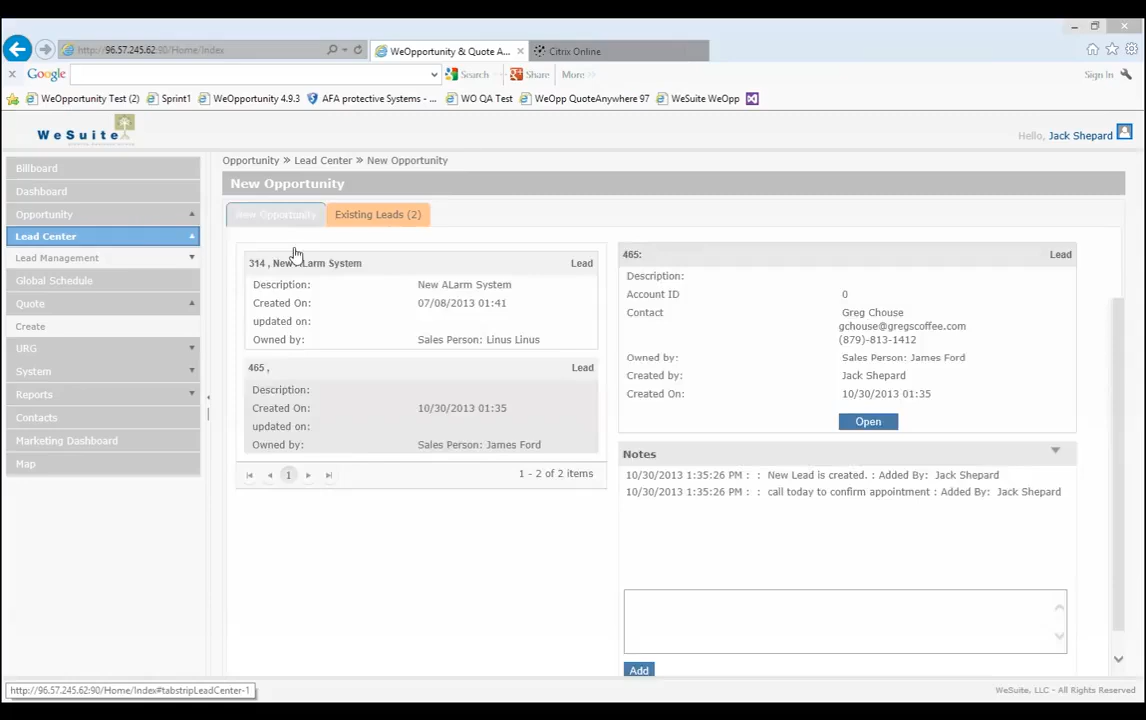 http://96.57.245.62:90/Home/Index
WeOpportunity & Quote A...
Citrix Online
Google
Search
Share
More
Sign In
WeOpportunity Test (2)
Sprint1
WeOpportunity 4.9.3
AFA protective Systems - ...
WO QA Test
WeOpp QuoteAnywhere 97
WeSuite WeOpp
WeSuite
Hello, Jack Shepard
Billboard
Dashboard
Opportunity
Lead Center
Lead Management
Global Schedule
Quote
Create
URG
System
Reports
Contacts
Marketing Dashboard
Map
Opportunity » Lead Center » New Opportunity
New Opportunity
New Opportunity
Existing Leads (2)
314 , New ALarm System Lead
Description: New ALarm System
Created On: 07/08/2013 01:41
updated on:
Owned by: Sales Person: Linus Linus
465 , Lead
Description:
Created On: 10/30/2013 01:35
updated on:
Owned by: Sales Person: James Ford
1
1 - 2 of 2 items
465: Lead
Description:
Account ID 0
Contact Greg Chouse
gchouse@gregscoffee.com
(879)-813-1412
Owned by: Sales Person: James Ford
Created by: Jack Shepard
Created On: 10/30/2013 01:35
Open
Notes
10/30/2013 1:35:26 PM : : New Lead is created. : Added By: Jack Shepard
10/30/2013 1:35:26 PM : : call today to confirm appointment : Added By: Jack Shepard
Add
http://96.57.245.62:90/Home/Index#tabstripLeadCenter-1
WeSuite, LLC - All Rights Reserved